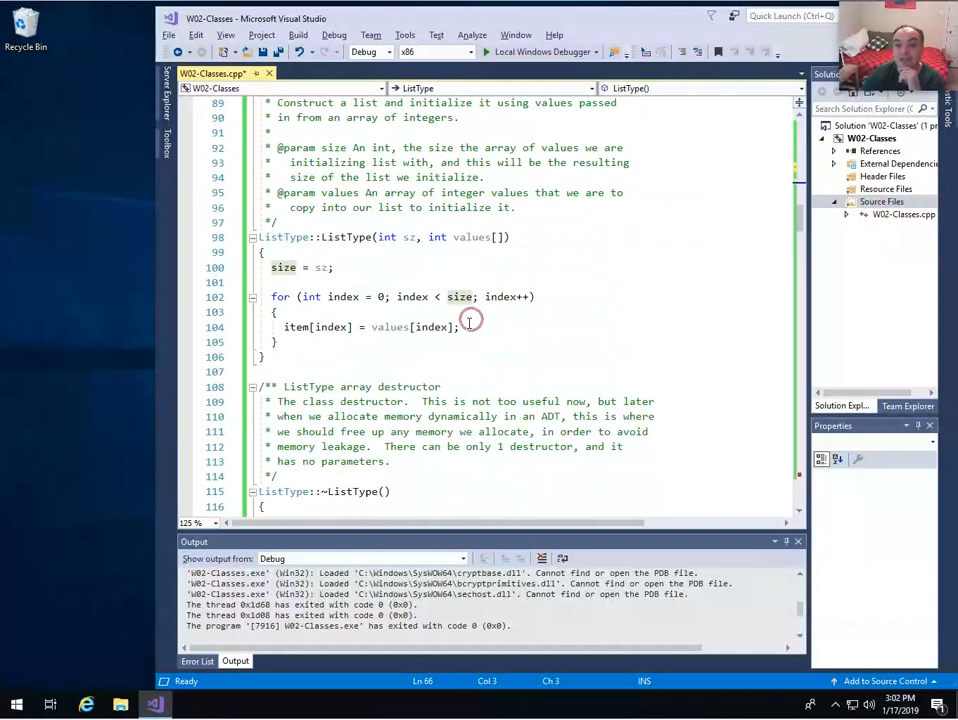 W02-Classes - Microsoft Visual Studio
Quick Launch (Ctrl+Q)
Recycle Bin
File Edit View Project Build Debug Team Tools Test Analyze Window Help
Debug x86 Local Windows Debugger
Server Explorer
Toolbox
W02-Classes.cpp*
W02-Classes ListType ListType()
89 * Construct a list and initialize it using values passed
90 * in from an array of integers.
91 *
92 * @param size An int, the size the array of values we are
93 * initializing list with, and this will be the resulting
94 * size of the list we initialize.
95 * @param values An array of integer values that we are to
96 * copy into our list to initialize it.
97 */
98 ListType::ListType(int sz, int values[])
99 {
100 size = sz;
101
102 for (int index = 0; index < size; index++)
103 {
104 item[index] = values[index];
105 }
106 }
107
108 /** ListType array destructor
109 * The class destructor. This is not too useful now, but later
110 * when we allocate memory dynamically in an ADT, this is where
111 * we should free up any memory we allocate, in order to avoid
112 * memory leakage. There can be only 1 destructor, and it
113 * has no parameters.
114 */
115 ListType::~ListType()
116 {
125 %
Search Solution Explorer (
Solution 'W02-Classes' (1 pr
W02-Classes
References
External Dependencie
Header Files
Resource Files
Source Files
W02-Classes.cpp
Solution Expl... Team Explorer
Properties
Output
Show output from: Debug
'W02-Classes.exe' (Win32): Loaded 'C:\Windows\SysWOW64\cryptbase.dll'. Cannot find or open the PDB file.
'W02-Classes.exe' (Win32): Loaded 'C:\Windows\SysWOW64\bcryptprimitives.dll'. Cannot find or open the PDB file.
'W02-Classes.exe' (Win32): Loaded 'C:\Windows\SysWOW64\sechost.dll'. Cannot find or open the PDB file.
The thread 0x1d68 has exited with code 0 (0x0).
The thread 0x1d08 has exited with code 0 (0x0).
The program '[7916] W02-Classes.exe' has exited with code 0 (0x0).
Error List Output
Ready Ln 66 Col 3 Ch 3 INS Add to Source Control
3:02 PM
1/17/2019